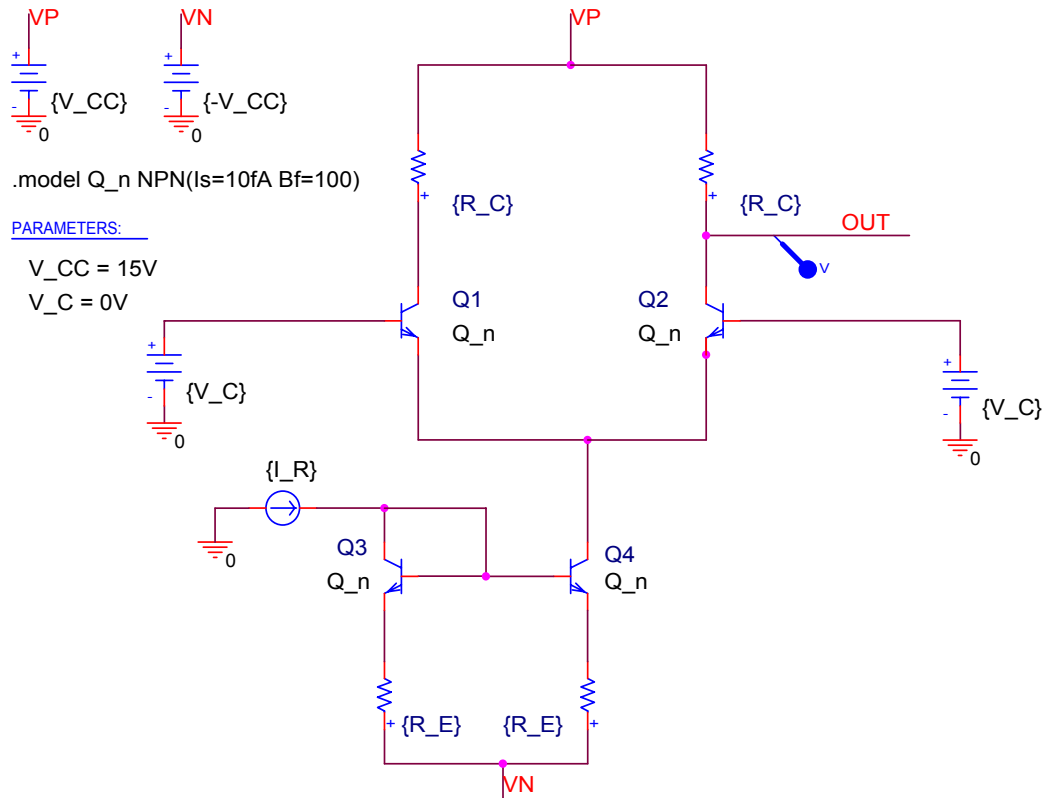 VP
VN
VP
+
+
{V_CC}
{-V_CC}
-
-
0
0
.model Q_n NPN(Is=10fA Bf=100)
+
{R_C}
+
{R_C}
PARAMETERS:
OUT
V_CC = 15V
V
V_C = 0V
Q1
Q2
Q_n
Q_n
+
{V_C}
-
0
+
{V_C}
-
0
{I_R}
0
Q3
Q_n
Q4
Q_n
+ {R_E}
{R_E} +
VN